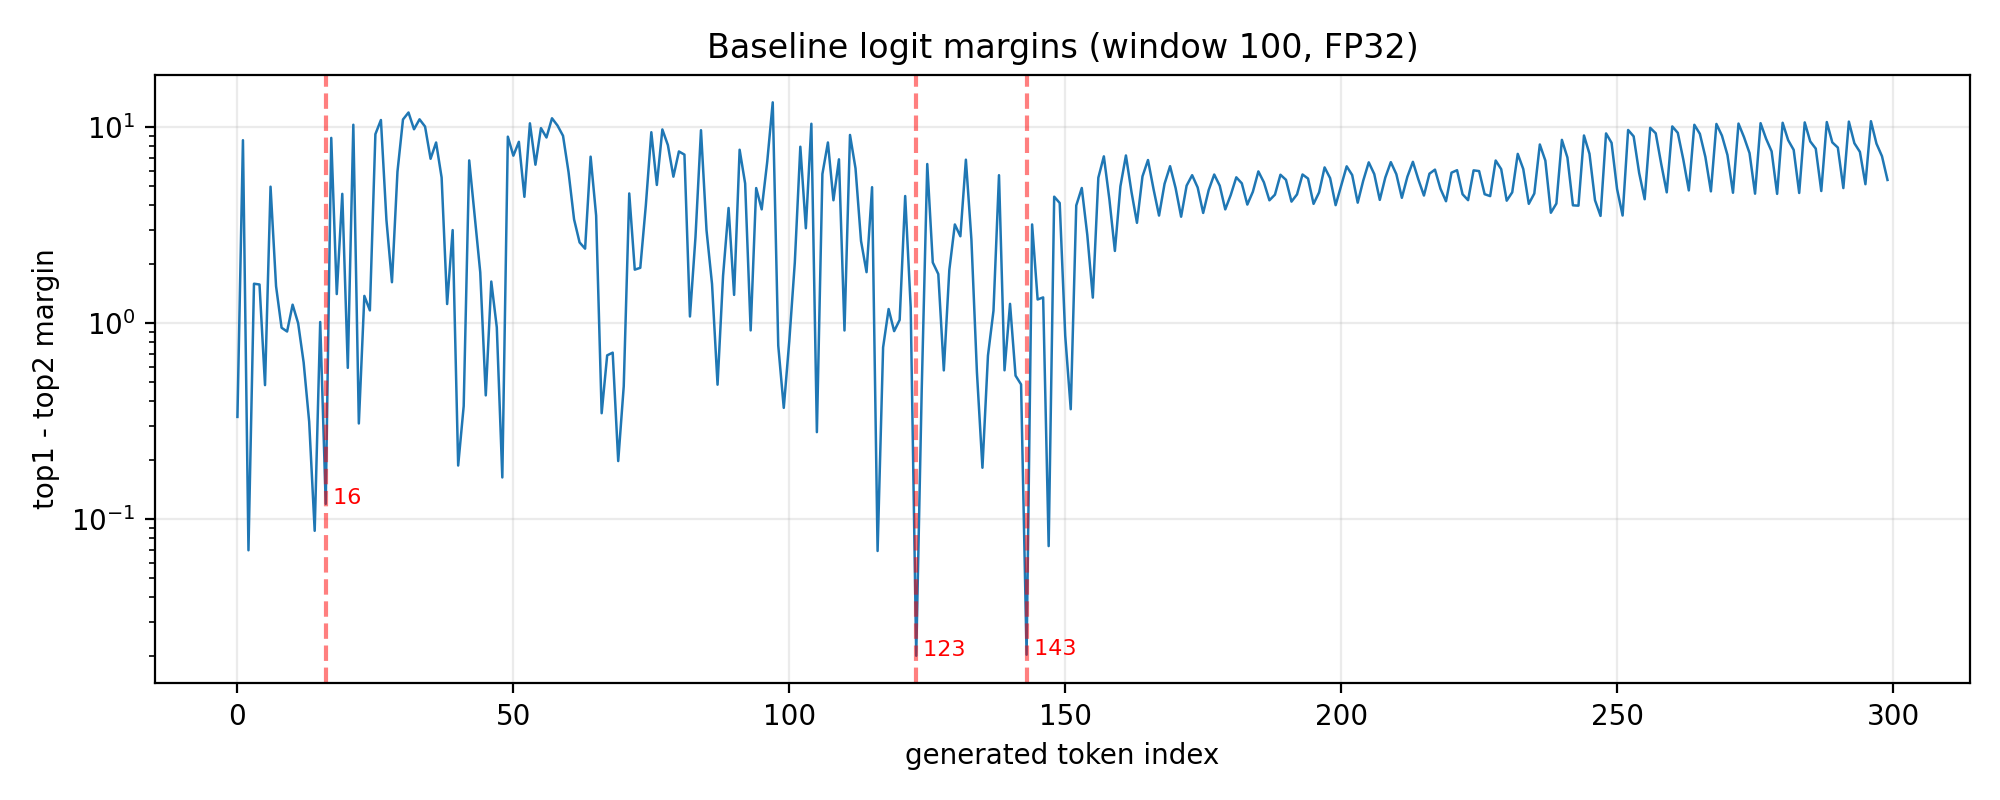 Baseline logit margins (window 100, FP32)
top1 - top2 margin
10¹
10⁰
10⁻¹
16
123
143
0 50 100 150 200 250 300
generated token index